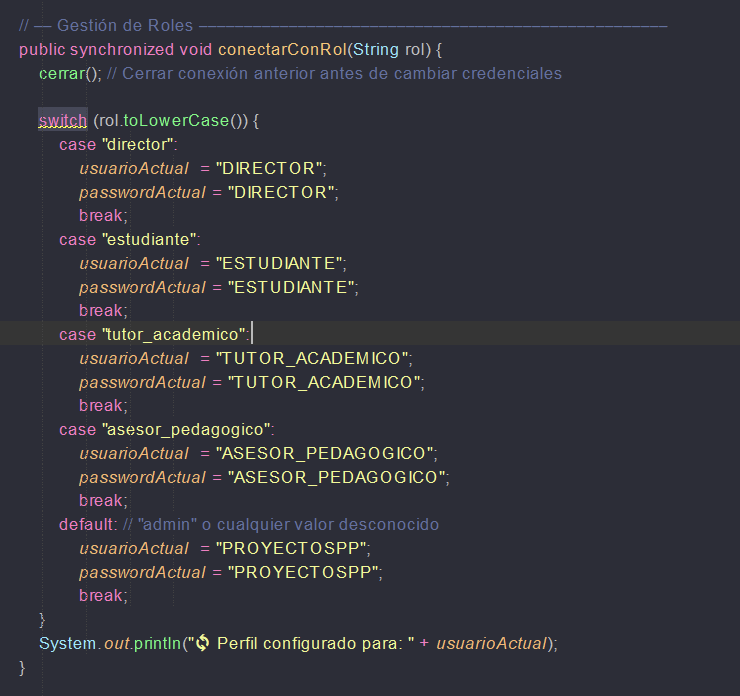 // — Gestión de Roles ————————————————————
public synchronized void conectarConRol(String rol) {
    cerrar(); // Cerrar conexión anterior antes de cambiar credenciales
    switch (rol.toLowerCase()) {
        case "director":
            usuarioActual  = "DIRECTOR";
            passwordActual = "DIRECTOR";
            break;
        case "estudiante":
            usuarioActual  = "ESTUDIANTE";
            passwordActual = "ESTUDIANTE";
            break;
        case "tutor_academico":
            usuarioActual  = "TUTOR_ACADEMICO";
            passwordActual = "TUTOR_ACADEMICO";
            break;
        case "asesor_pedagogico":
            usuarioActual  = "ASESOR_PEDAGOGICO";
            passwordActual = "ASESOR_PEDAGOGICO";
            break;
        default: // "admin" o cualquier valor desconocido
            usuarioActual  = "PROYECTOSPP";
            passwordActual = "PROYECTOSPP";
            break;
    }
    System.out.println("🔄 Perfil configurado para: " + usuarioActual);
}